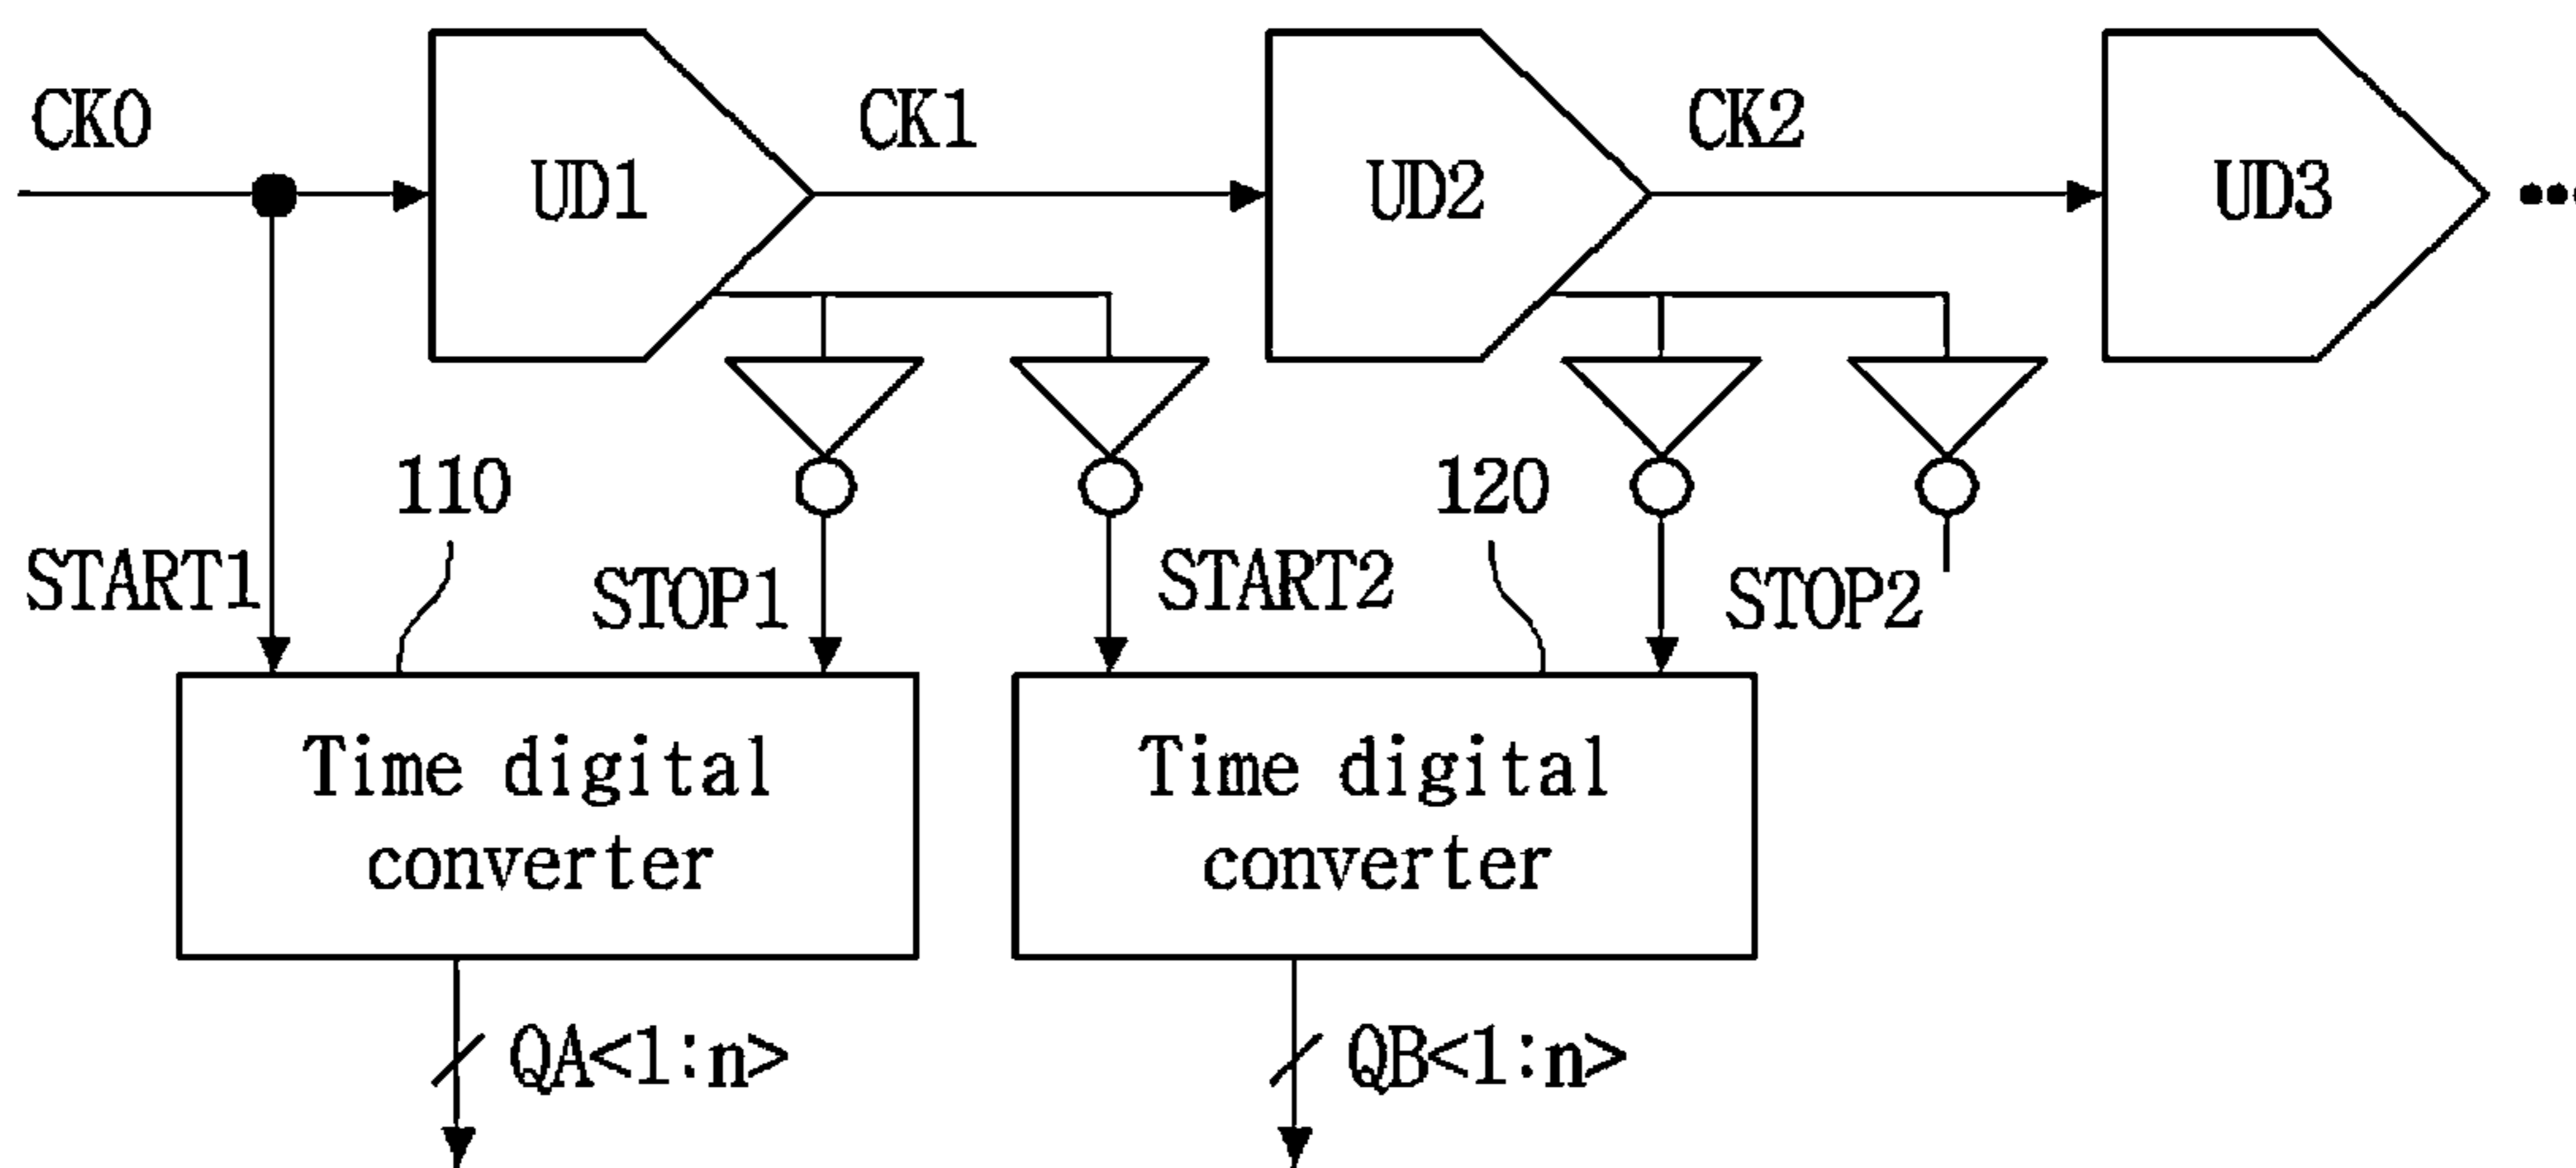 CK0
CK1
CK2
UD1
UD2
UD3
110
120
START1
STOP1
START2
STOP2
Time digital
converter
Time digital
converter
QA<1:n>
QB<1:n>